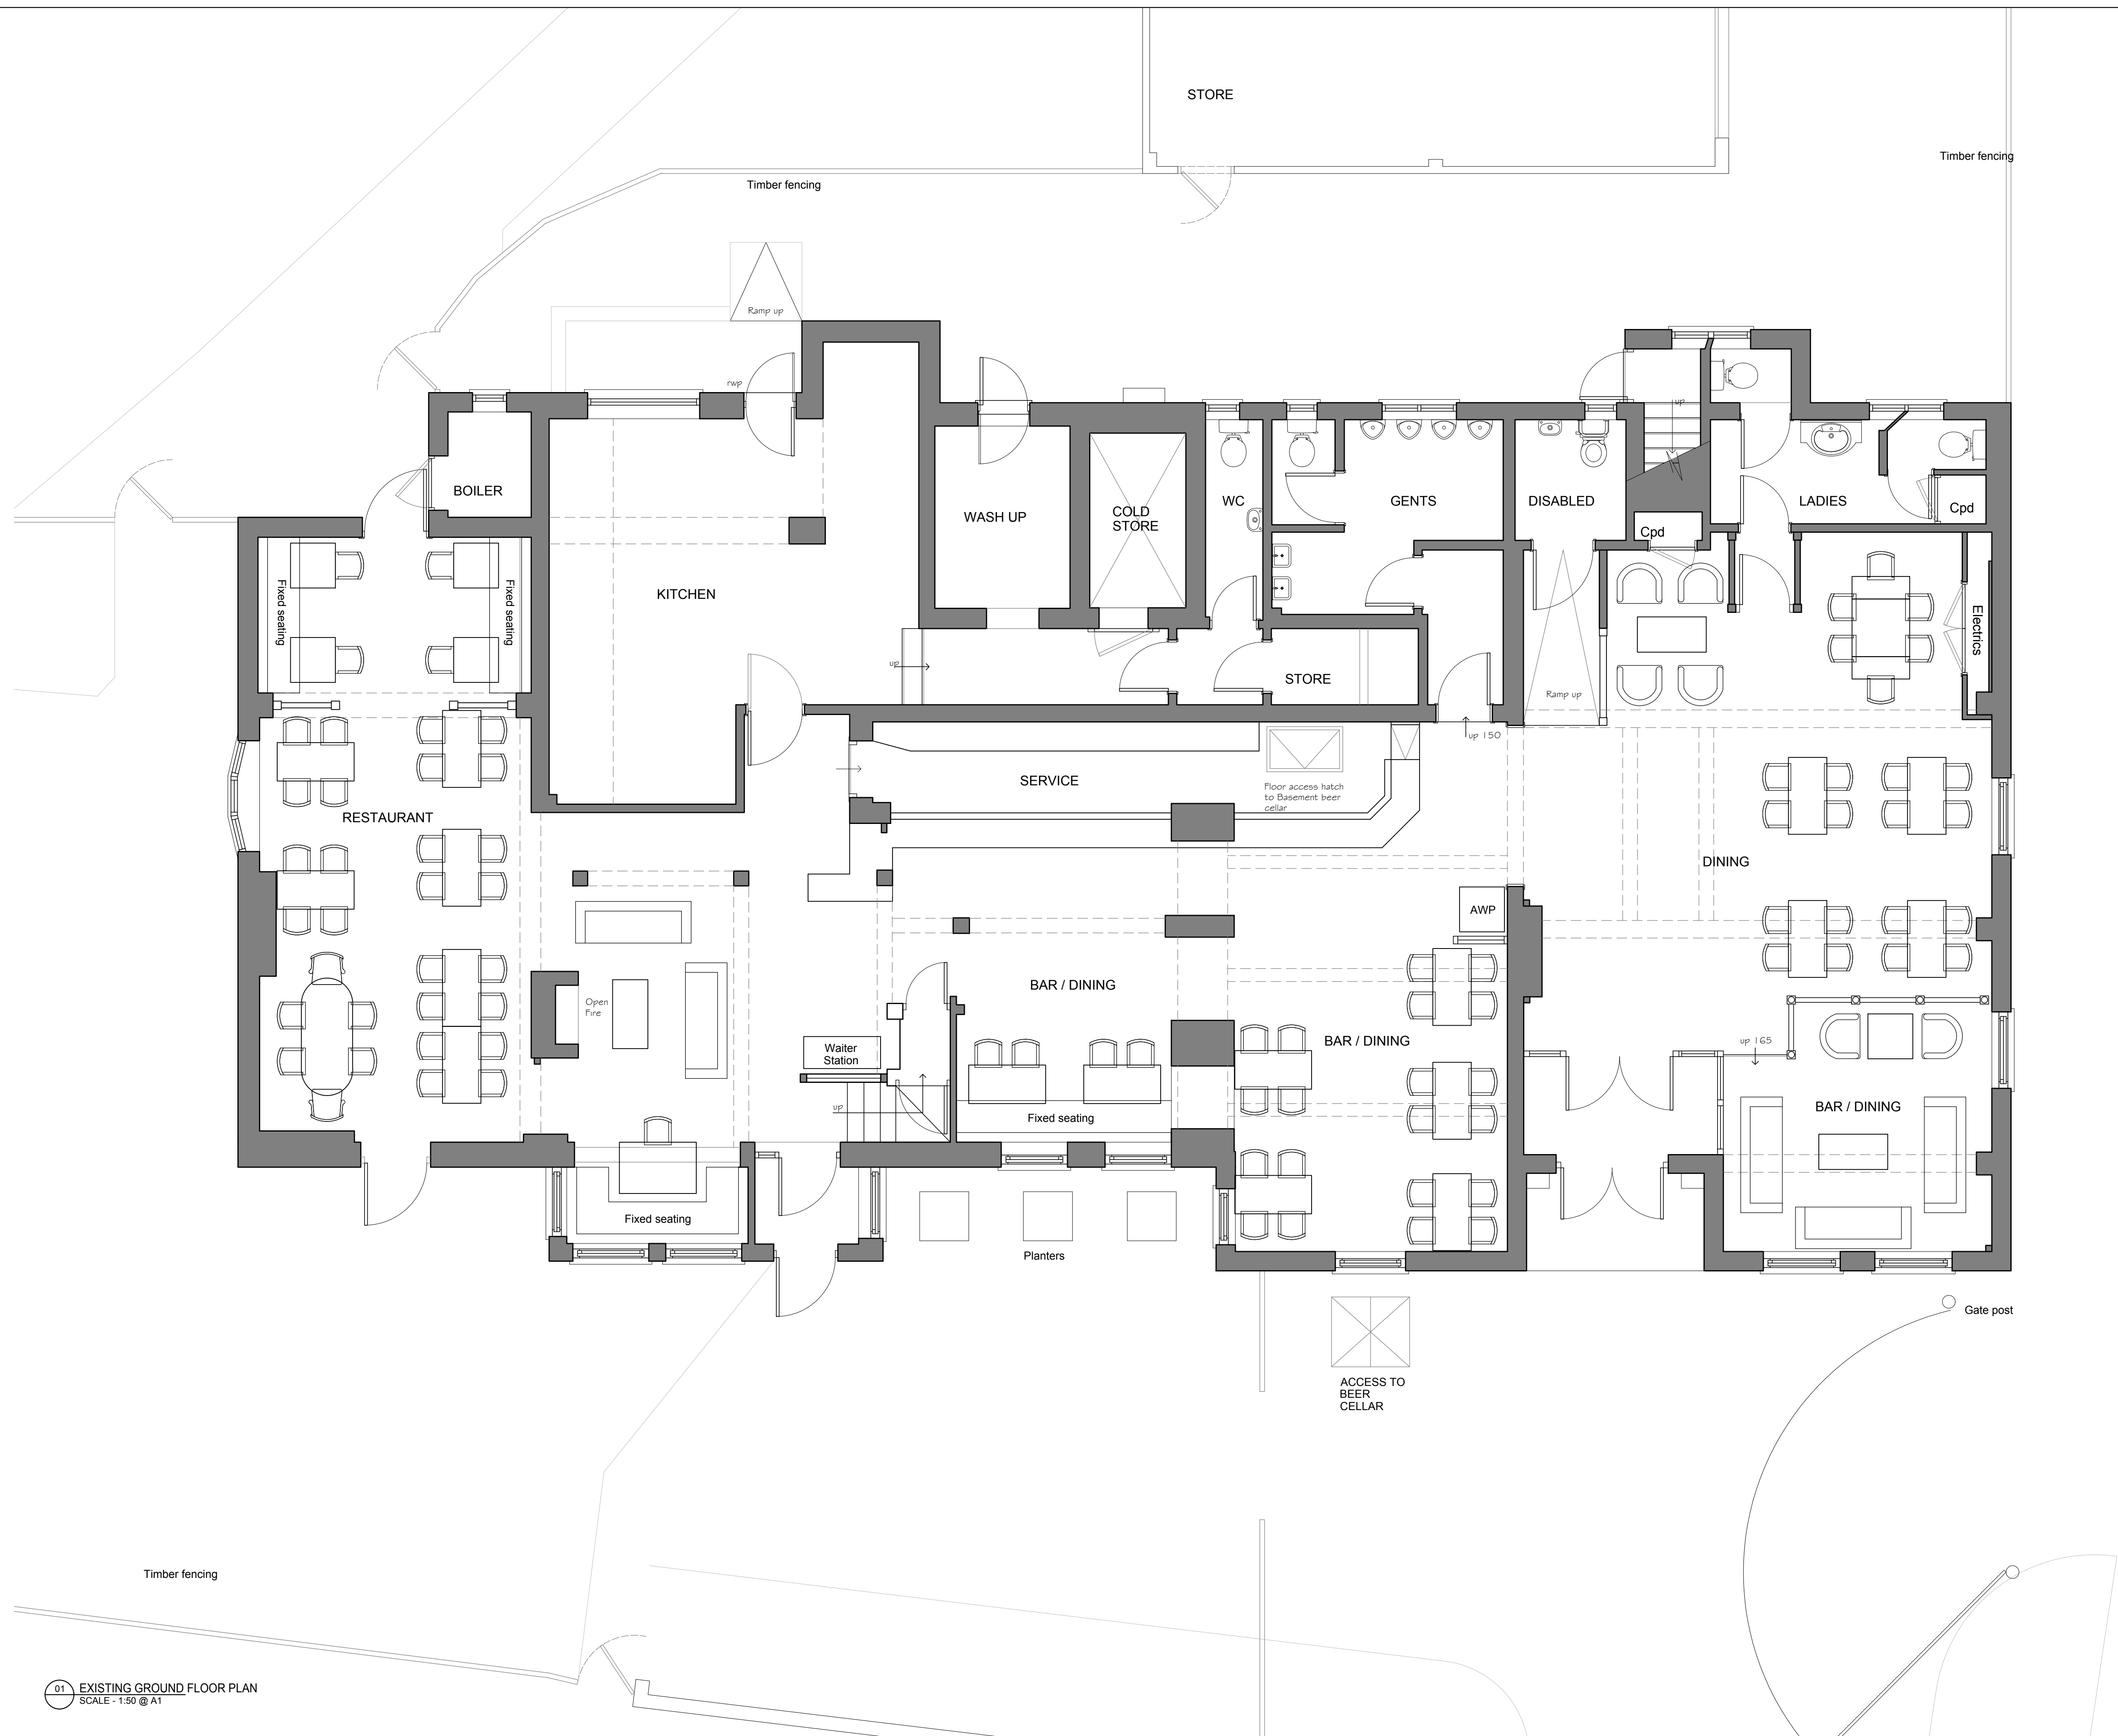 STORE
Timber fencing
Timber fencing
Ramp up
rwp
up
BOILER
WASH UP
COLD
STORE
WC
GENTS
DISABLED
LADIES
Cpd
Cpd
Fixed seating
Fixed seating
KITCHEN
Electrics
up
STORE
Ramp up
up 150
SERVICE
Floor access hatch
to Basement beer
cellar
RESTAURANT
DINING
AWP
BAR / DINING
Open
Fire
Waiter
Station
BAR / DINING
up 165
up
Fixed seating
BAR / DINING
Fixed seating
Planters
Gate post
ACCESS TO
BEER
CELLAR
Timber fencing
01
EXISTING GROUND FLOOR PLAN
SCALE - 1:50 @ A1